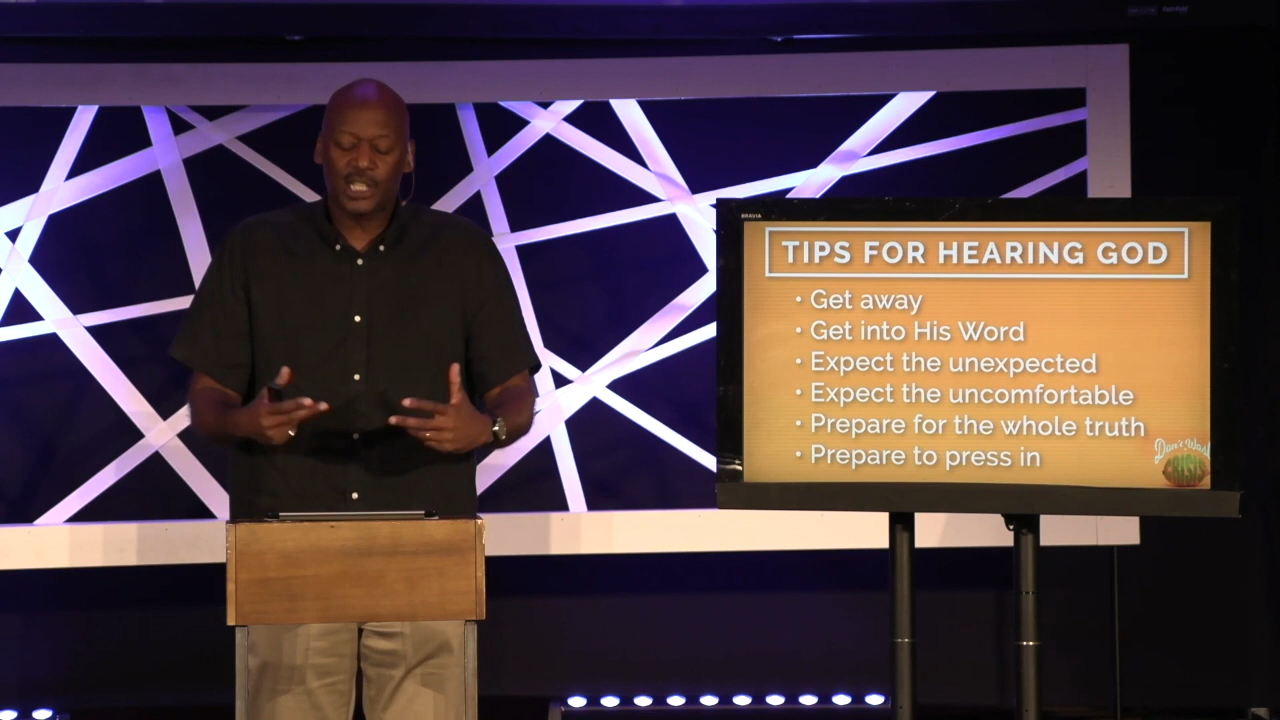 BRAVIA
TIPS FOR HEARING GOD
• Get away
• Get into His Word
• Expect the unexpected
• Expect the uncomfortable
• Prepare for the whole truth
• Prepare to press in